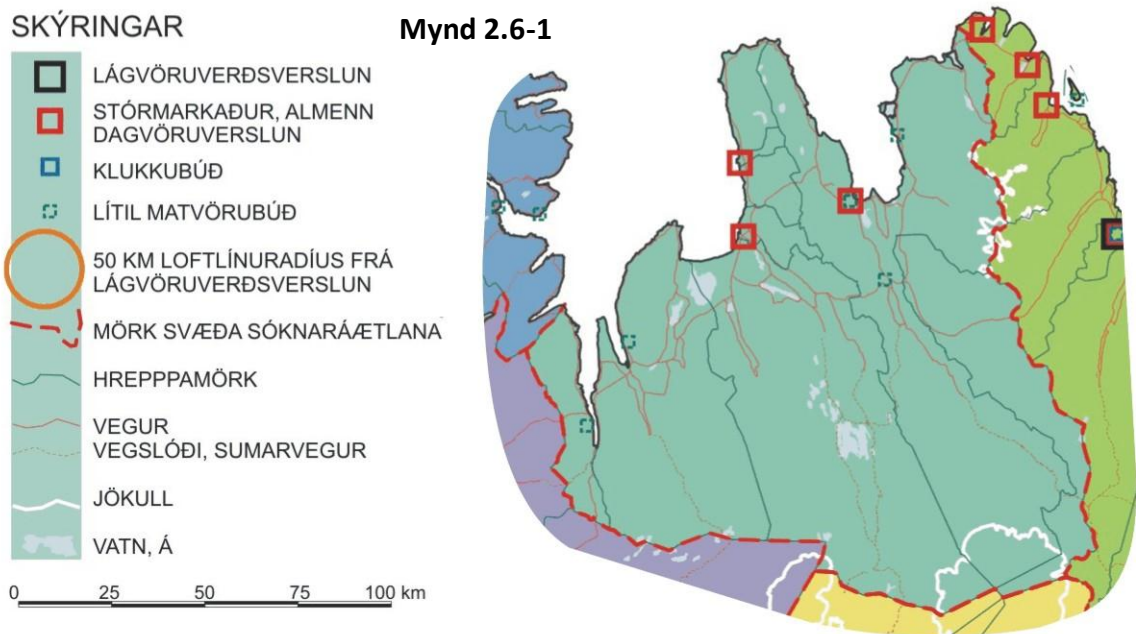 SKÝRINGAR
Mynd 2.6-1
LÁGVÖRUVERÐSVERSLUN
STÓRMARKAÐUR, ALMENN
DAGVÖRUVERSLUN
KLUKKUBÚÐ
LÍTIL MATVÖRUBÚÐ
50 KM LOFTLÍNURADÍUS FRÁ
LÁGVÖRUVERÐSVERSLUN
MÖRK SVÆÐA SÓKNARÁÆTLANA
HREPPPAMÖRK
VEGUR
VEGSLÓÐI, SUMARVEGUR
JÖKULL
VATN, Á
0 25 50 100 km